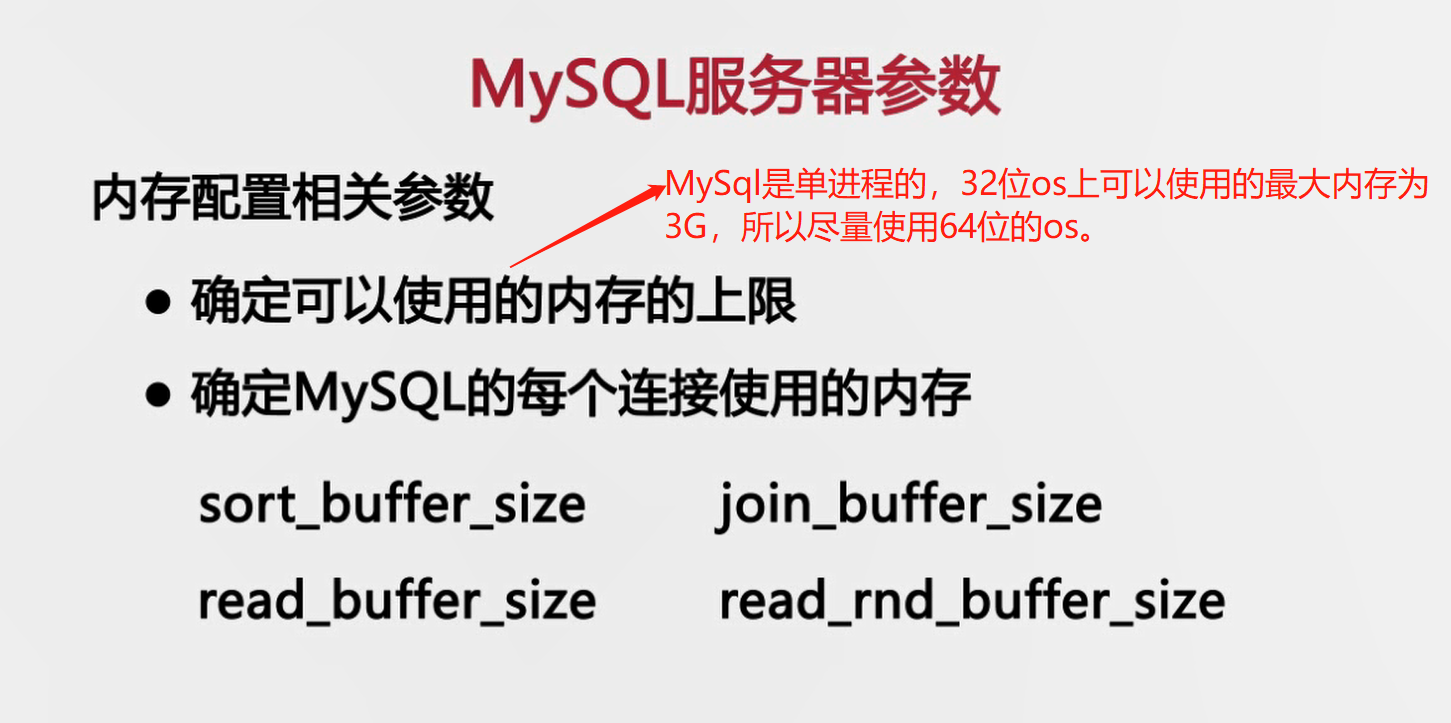 MySQL服务器参数
内存配置相关参数
MySql是单进程的，32位os上可以使用的最大内存为
3G，所以尽量使用64位的os。
● 确定可以使用的内存的上限
● 确定MySQL的每个连接使用的内存
sort_buffer_size join_buffer_size
read_buffer_size read_rnd_buffer_size